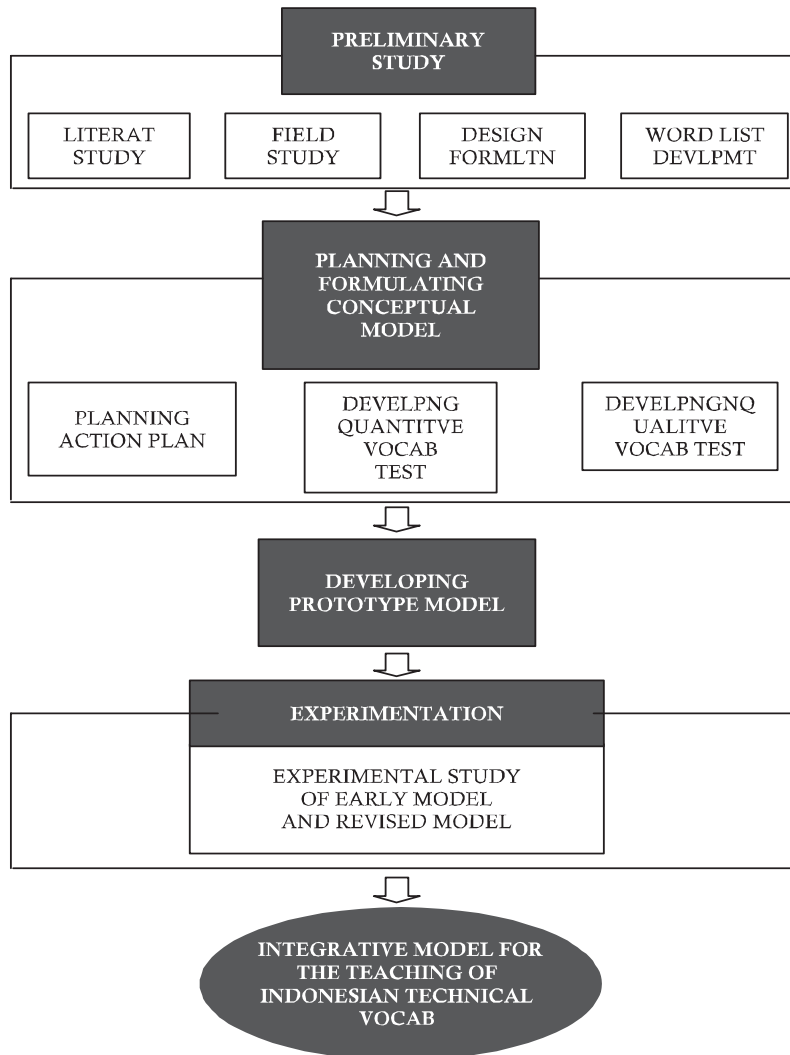 PRELIMINARY
STUDY
LITERAT
STUDY
FIELD
STUDY
DESIGN
FORMLTN
WORD LIST
DEVLPMT
PLANNING AND
FORMULATING
CONCEPTUAL
MODEL
PLANNING
ACTION PLAN
DEVELPNG
QUANTITVE
VOCAB
TEST
DEVELPNGNQ
UALITVE
VOCAB TEST
DEVELOPING
PROTOTYPE MODEL
EXPERIMENTATION
EXPERIMENTAL STUDY
OF EARLY MODEL
AND REVISED MODEL
INTEGRATIVE MODEL FOR
THE TEACHING OF
INDONESIAN TECHNICAL
VOCAB